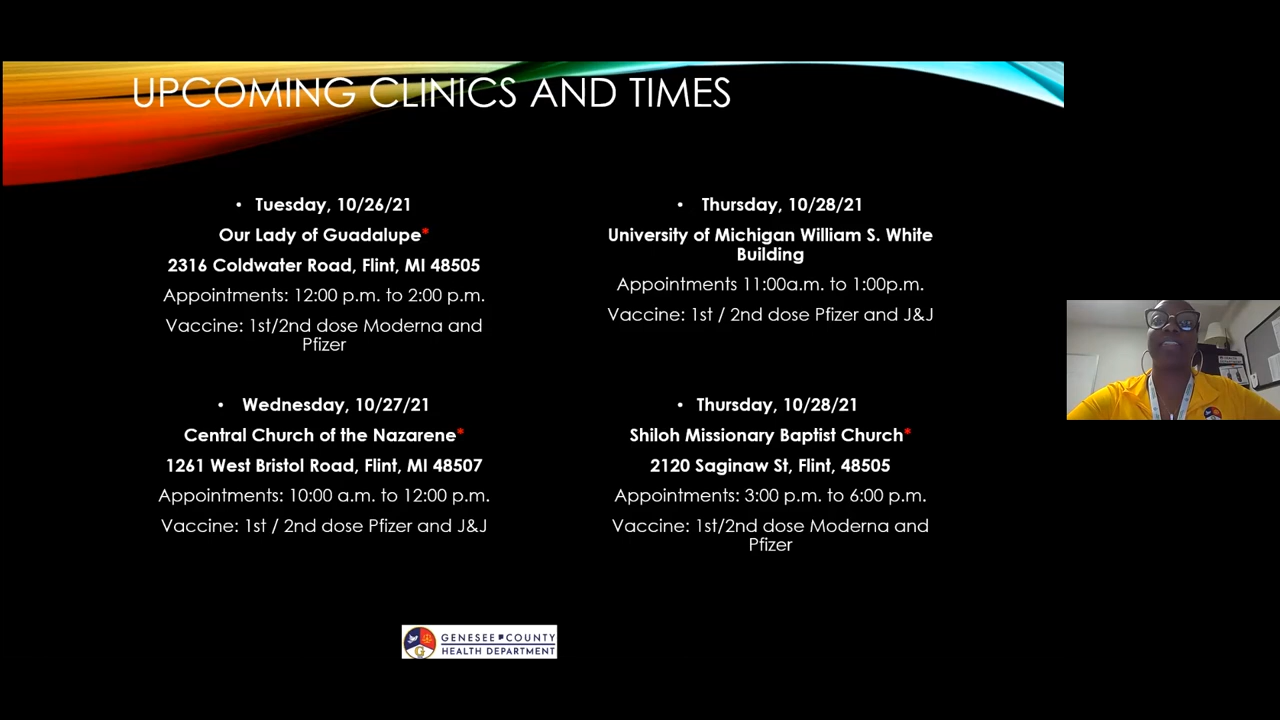 UPCOMING CLINICS AND TIMES
• Tuesday, 10/26/21
Our Lady of Guadalupe*
2316 Coldwater Road, Flint, MI 48505
Appointments: 12:00 p.m. to 2:00 p.m.
Vaccine: 1st/2nd dose Moderna and
Pfizer
• Wednesday, 10/27/21
Central Church of the Nazarene*
1261 West Bristol Road, Flint, MI 48507
Appointments: 10:00 a.m. to 12:00 p.m.
Vaccine: 1st / 2nd dose Pfizer and J&J
• Thursday, 10/28/21
University of Michigan William S. White
Building
Appointments 11:00a.m. to 1:00p.m.
Vaccine: 1st / 2nd dose Pfizer and J&J
• Thursday, 10/28/21
Shiloh Missionary Baptist Church*
2120 Saginaw St, Flint, 48505
Appointments: 3:00 p.m. to 6:00 p.m.
Vaccine: 1st/2nd dose Moderna and
Pfizer
GENESEE COUNTY
HEALTH DEPARTMENT